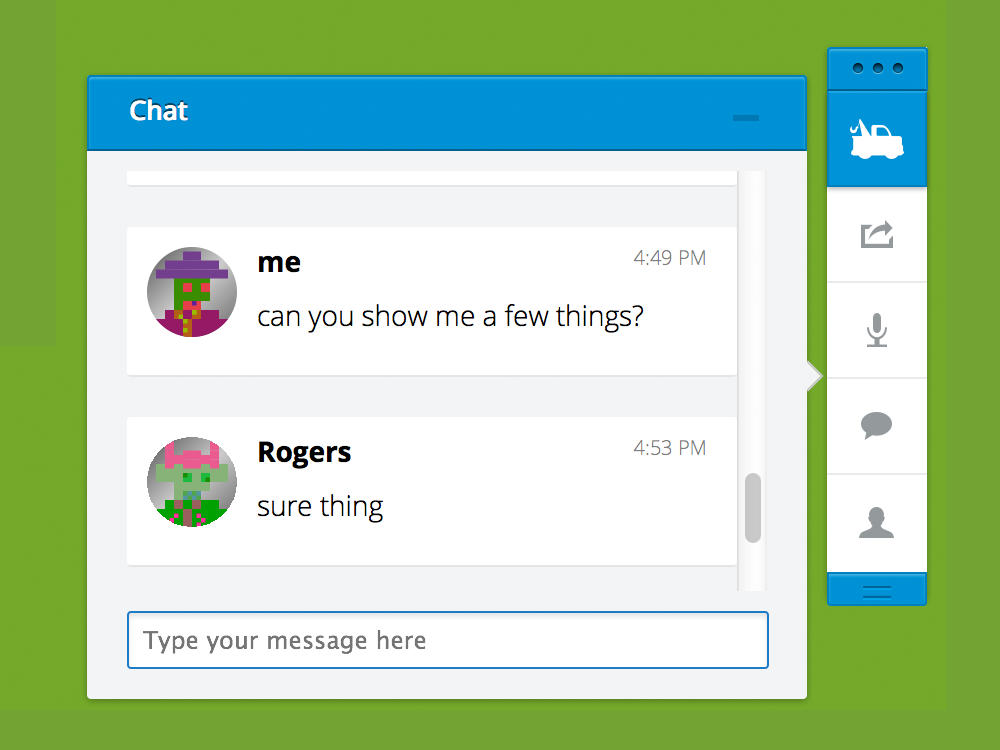 Chat
me
4:49 PM
can you show me a few things?
Rogers
4:53 PM
sure thing
Type your message here